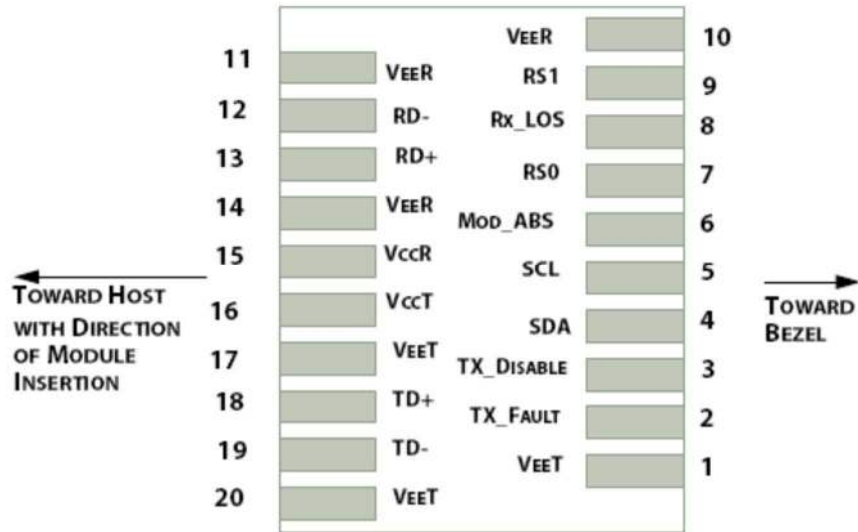 11 VEER
12 RD-
13 RD+
14 VEER
15 VCCR
16 VCCT
17 VEET
18 TD+
19 TD-
20 VEET
TOWARD HOST
WITH DIRECTION
OF MODULE
INSERTION
VEER 10
RS1 9
RX_LOS 8
RS0 7
MOD_ABS 6
SCL 5
SDA 4
TX_DISABLE 3
TX_FAULT 2
VEET 1
TOWARD
BEZEL